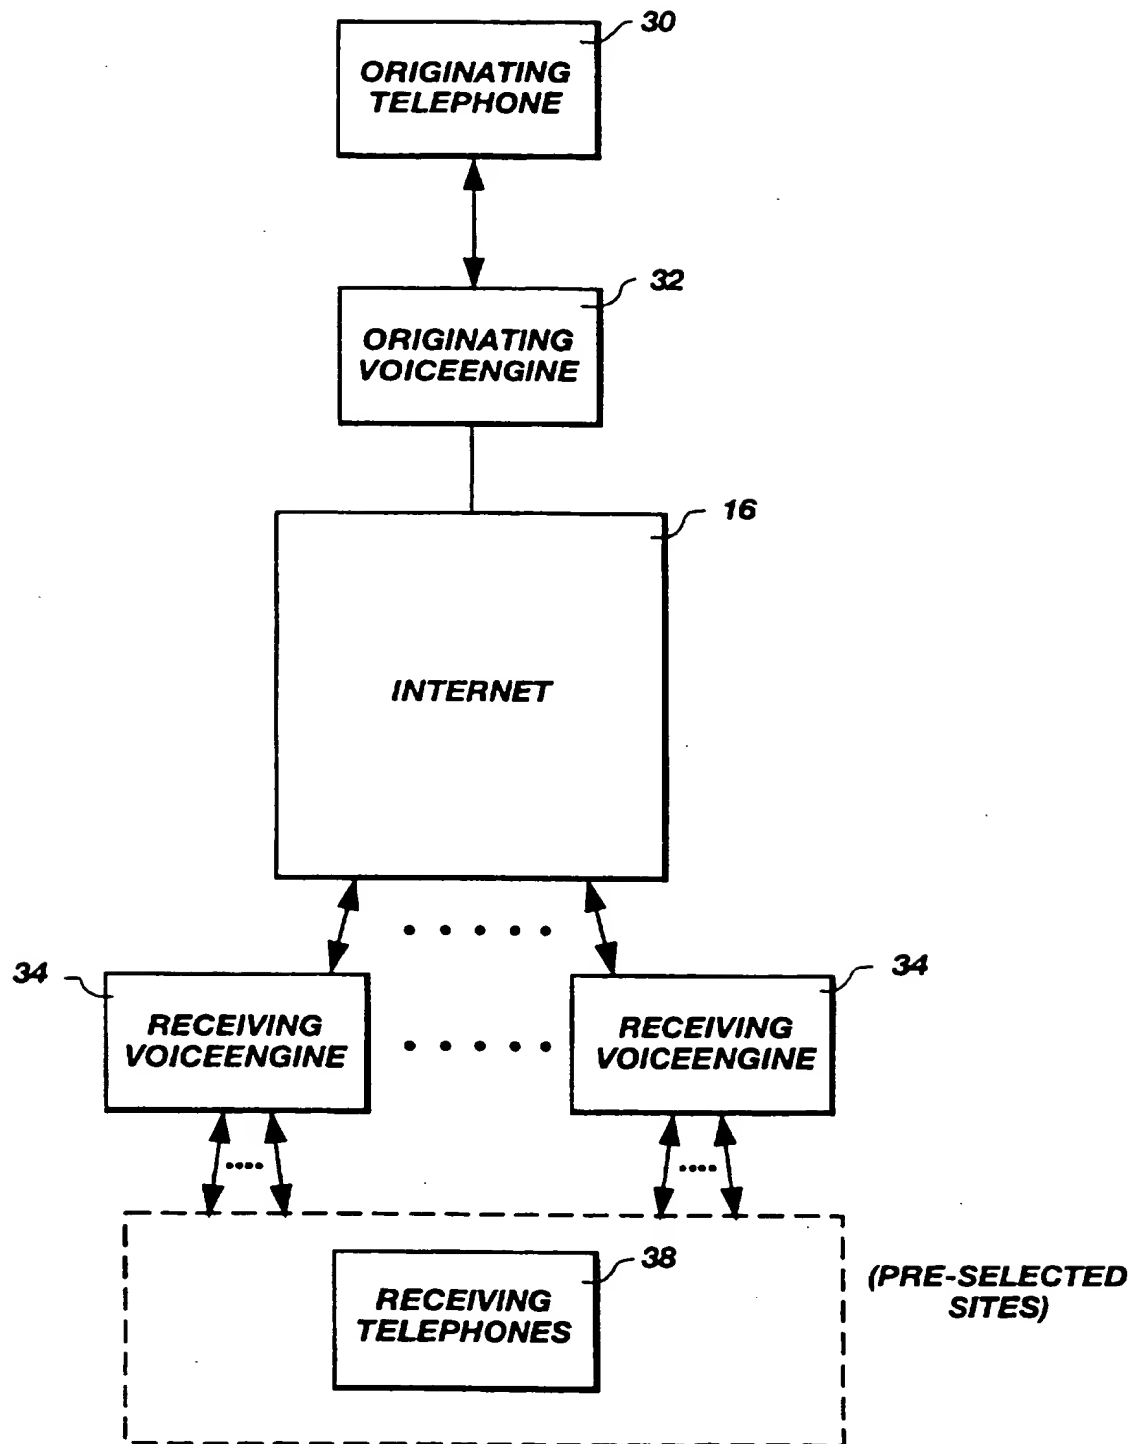 30
ORIGINATING
TELEPHONE
32
ORIGINATING
VOICEENGINE
16
INTERNET
34
RECEIVING
VOICEENGINE
34
RECEIVING
VOICEENGINE
38
RECEIVING
TELEPHONES
(PRE-SELECTED
SITES)